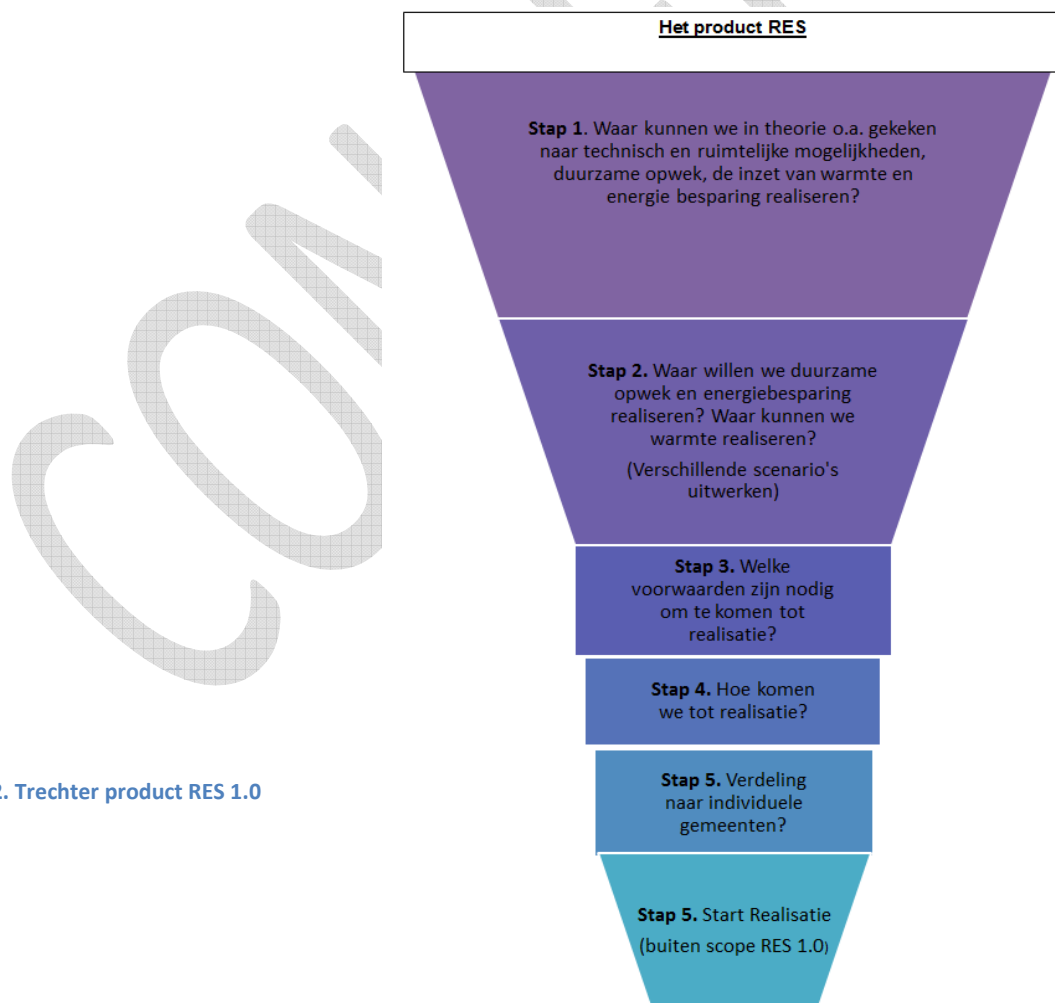 Het product RES
Stap 1. Waar kunnen we in theorie o.a. gekeken
naar technisch en ruimtelijke mogelijkheden,
duurzame opwek, de inzet van warmte en
energie besparing realiseren?
Stap 2. Waar willen we duurzame
opwek en energiebesparing
realiseren? Waar kunnen we
warmte realiseren?
(Verschillende scenario's
uitwerken)
Stap 3. Welke
voorwaarden zijn nodig
om te komen tot
realisatie?
Stap 4. Hoe komen
we tot realisatie?
2. Trechter product RES 1.0
Stap 5. Verdeling
naar individuele
gemeenten?
Stap 5. Start Realisatie
(buiten scope RES 1.0)